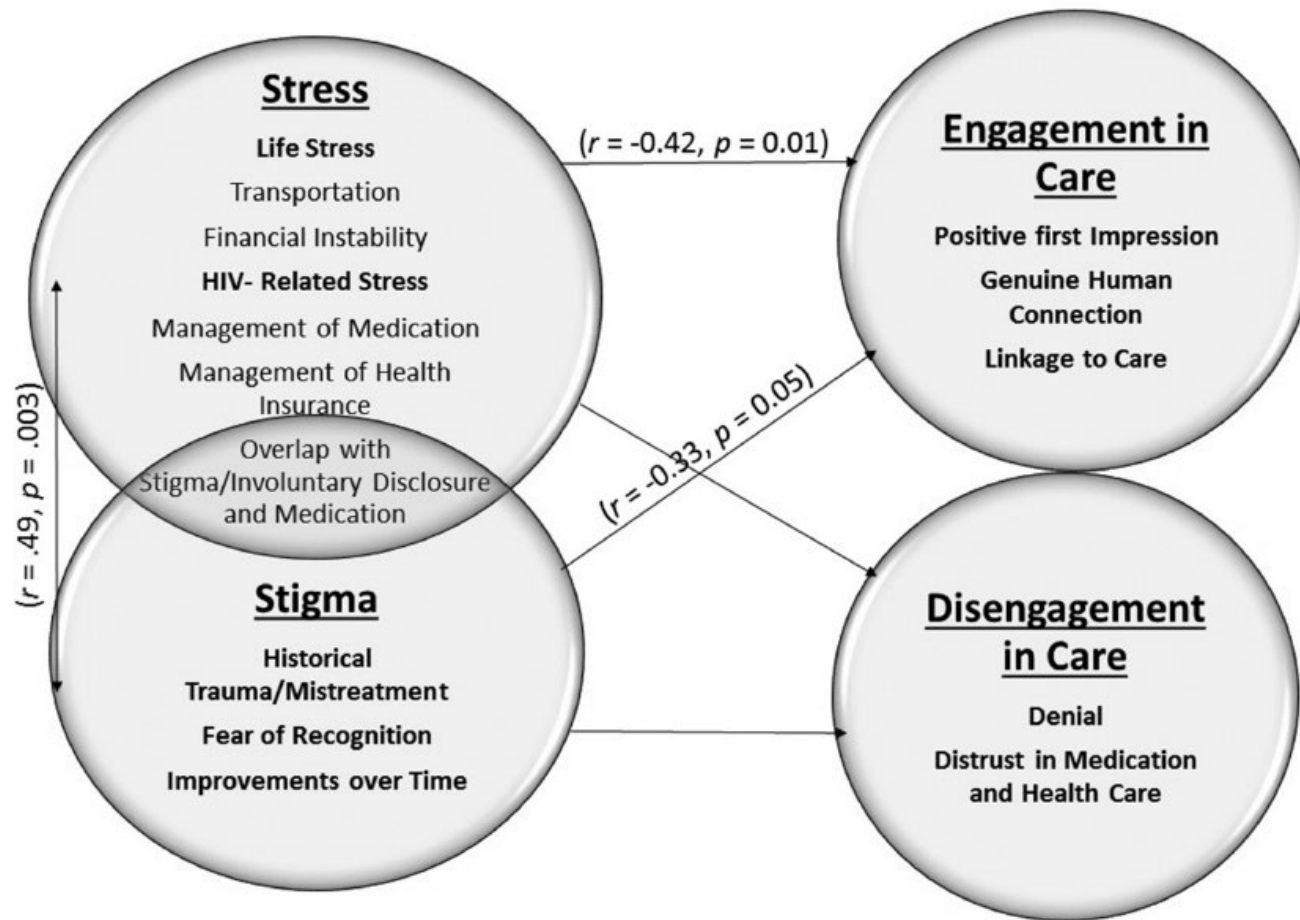 Stress
Life Stress
Transportation
Financial Instability
HIV- Related Stress
Management of Medication
Management of Health
Insurance
Overlap with
Stigma/Involuntary Disclosure
and Medication
Stigma
Historical
Trauma/Mistreatment
Fear of Recognition
Improvements over Time
(r = .49, p = .003)
(r = -0.42, p = 0.01)
(r = -0.33, p = 0.05)
Engagement in
Care
Positive first Impression
Genuine Human
Connection
Linkage to Care
Disengagement
in Care
Denial
Distrust in Medication
and Health Care